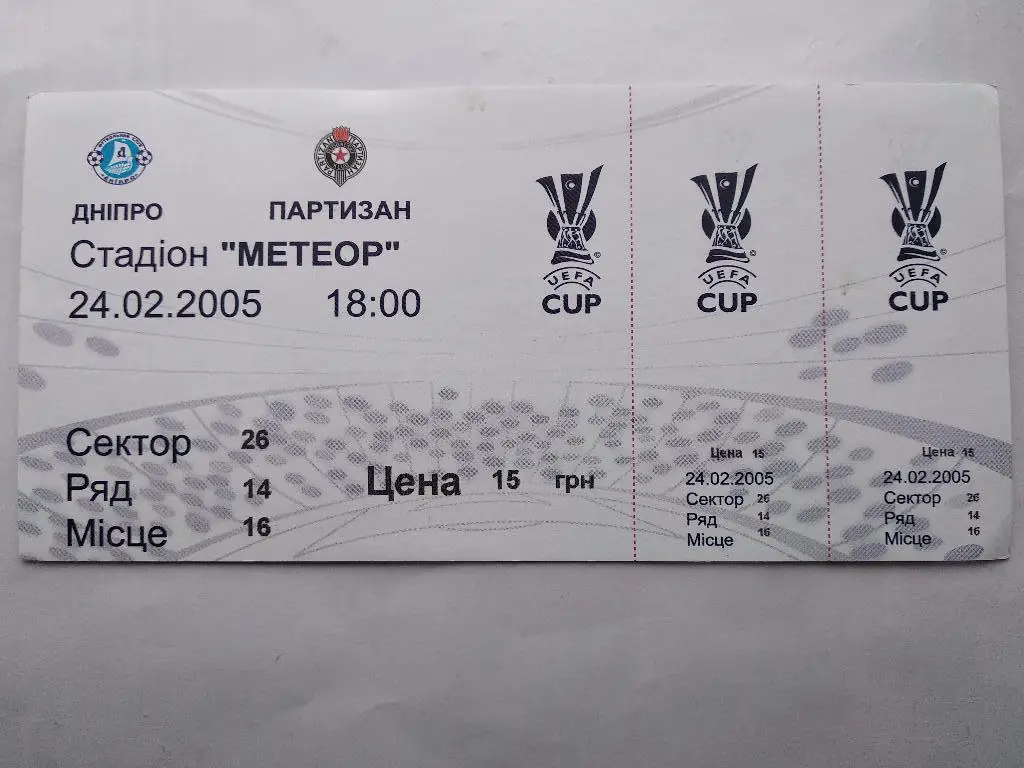 ДНІПРО
ПАРТИЗАН
Стадіон "МЕТЕОР"
24.02.2005 18:00
UEFA
CUP
UEFA
CUP
UEFA
CUP
Сектор 26
Ряд 14
Місце 16
Цена 15 грн
Цена 15
24.02.2005
Сектор 26
Ряд 14
Місце 16
Цена 15
24.02.2005
Сектор 26
Ряд 14
Місце 16